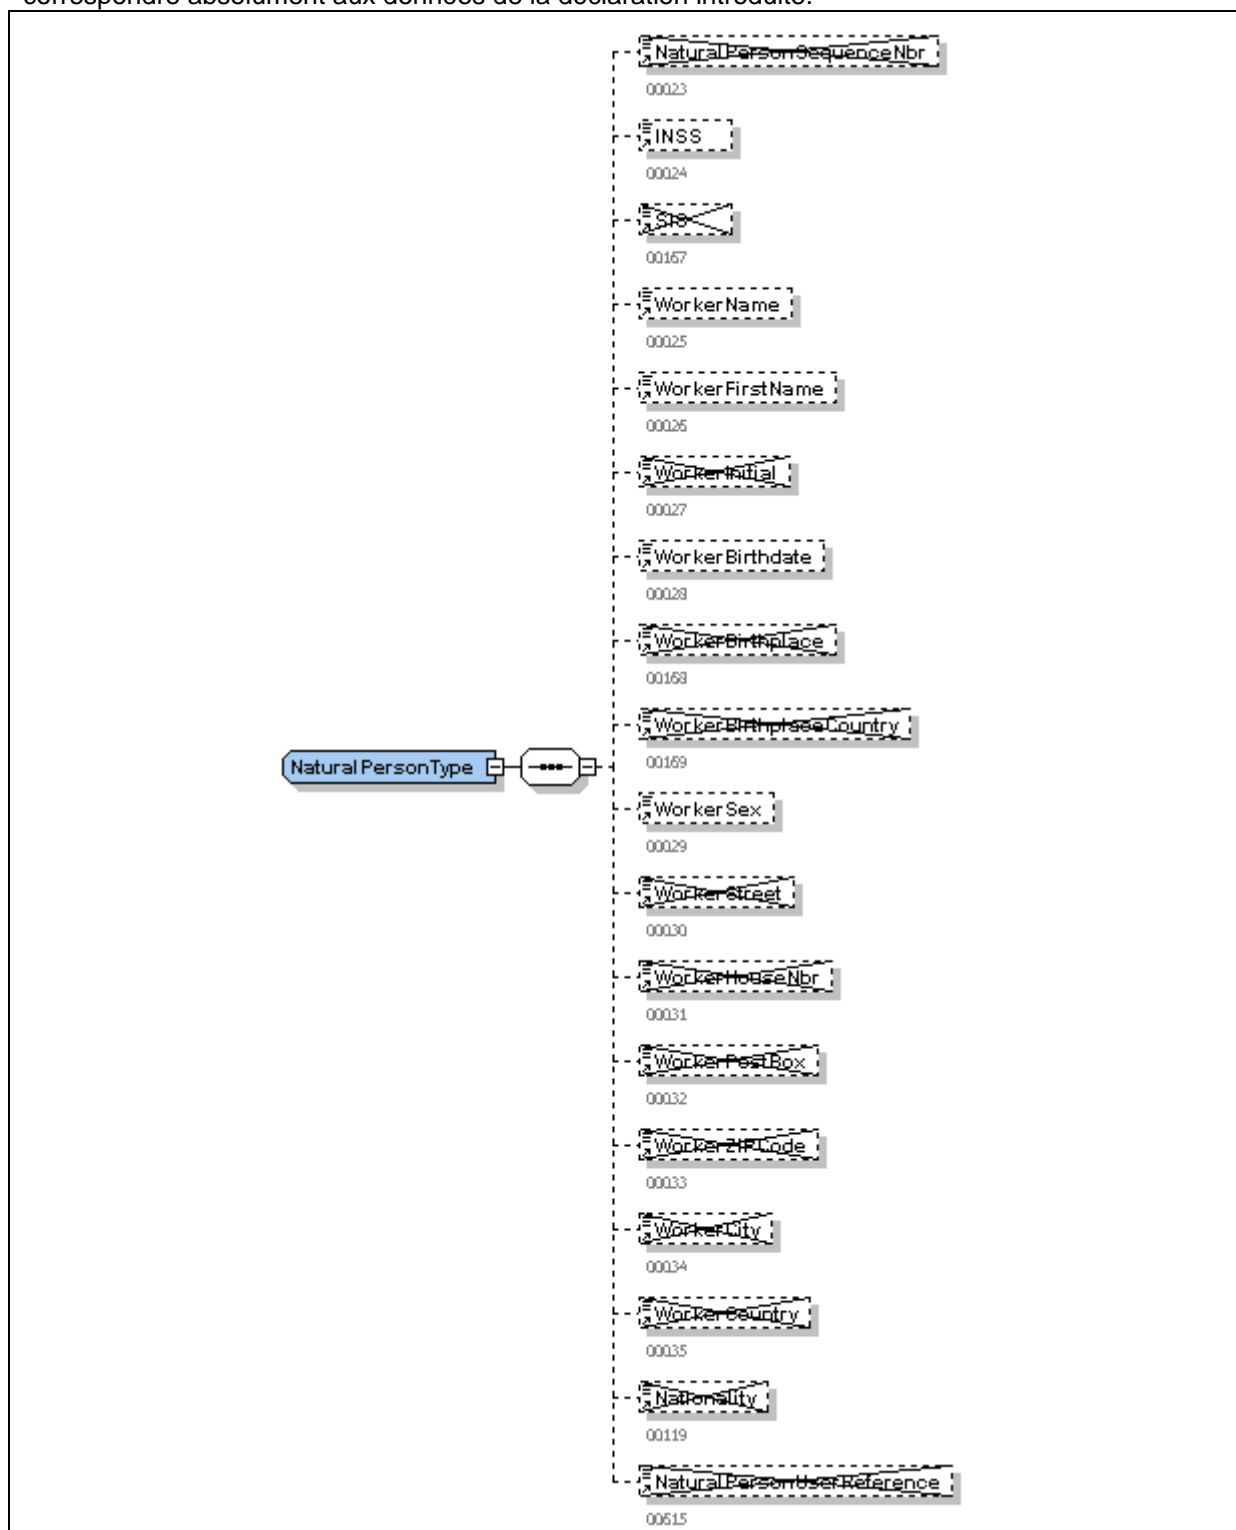 correspondre absolument aux données de la déclaration introduite.
NaturalPersonSequenceNbr
00023
INSS
00024
SIS
00167
WorkerName
00025
WorkerFirstName
00026
WorkerInitial
00027
WorkerBirthdate
00028
WorkerBirthplace
00168
WorkerBirthplaceCountry
00169
NaturalPersonType
WorkerSex
00029
WorkerStreet
00030
WorkerHouseNbr
00031
WorkerPostBox
00032
WorkerZIPCode
00033
WorkerCity
00034
WorkerCountry
00035
Nationality
00119
NaturalPersonUserReference
00615